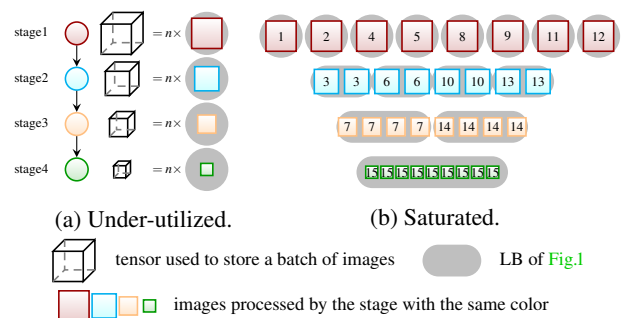 stage1 = n×
stage2 = n×
stage3 = n×
stage4 = n×
1 2 4 5 8 9 11 12
3 3 6 6 10 10 13 13
7 7 7 7 14 14 14 14
15 15 15 15 15 15 15 15
(a) Under-utilized.
(b) Saturated.
tensor used to store a batch of images
LB of Fig.1
images processed by the stage with the same color